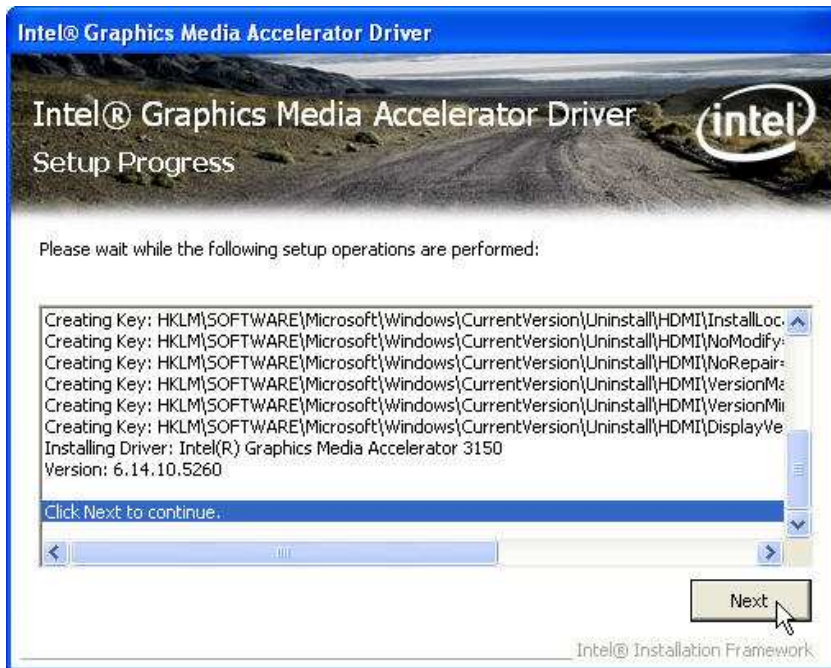 Intel® Graphics Media Accelerator Driver
Intel® Graphics Media Accelerator Driver
intel
Setup Progress
Please wait while the following setup operations are performed:
Creating Key: HKLM\SOFTWARE\Microsoft\Windows\CurrentVersion\Uninstall\HDMI\InstallLoc
Creating Key: HKLM\SOFTWARE\Microsoft\Windows\CurrentVersion\Uninstall\HDMI\NoModify=
Creating Key: HKLM\SOFTWARE\Microsoft\Windows\CurrentVersion\Uninstall\HDMI\NoRepair=
Creating Key: HKLM\SOFTWARE\Microsoft\Windows\CurrentVersion\Uninstall\HDMI\VersionMa
Creating Key: HKLM\SOFTWARE\Microsoft\Windows\CurrentVersion\Uninstall\HDMI\VersionMi
Creating Key: HKLM\SOFTWARE\Microsoft\Windows\CurrentVersion\Uninstall\HDMI\DisplayVe
Installing Driver: Intel(R) Graphics Media Accelerator 3150
Version: 6.14.10.5260
Click Next to continue.
Next
Intel® Installation Framework